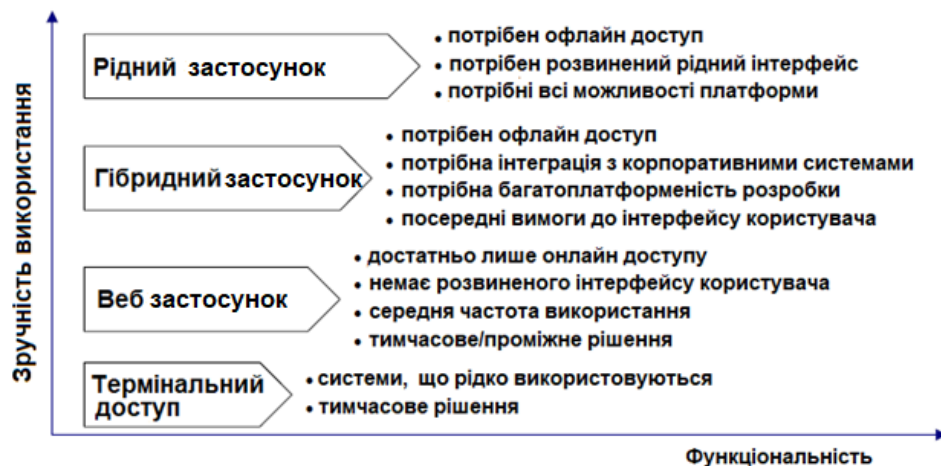 Зручність використання
Рідний застосунок
• потрібен офлайн доступ
• потрібен розвинений рідний інтерфейс
• потрібні всі можливості платформи
Гібридний застосунок
• потрібен офлайн доступ
• потрібна інтеграція з корпоративними системами
• потрібна багатоплатформеність розробки
• посередні вимоги до інтерфейсу користувача
Веб застосунок
• достатньо лише онлайн доступу
• немає розвиненого інтерфейсу користувача
• середня частота використання
• тимчасове/проміжне рішення
Термінальний
доступ
• системи, що рідко використовуються
• тимчасове рішення
Функціональність